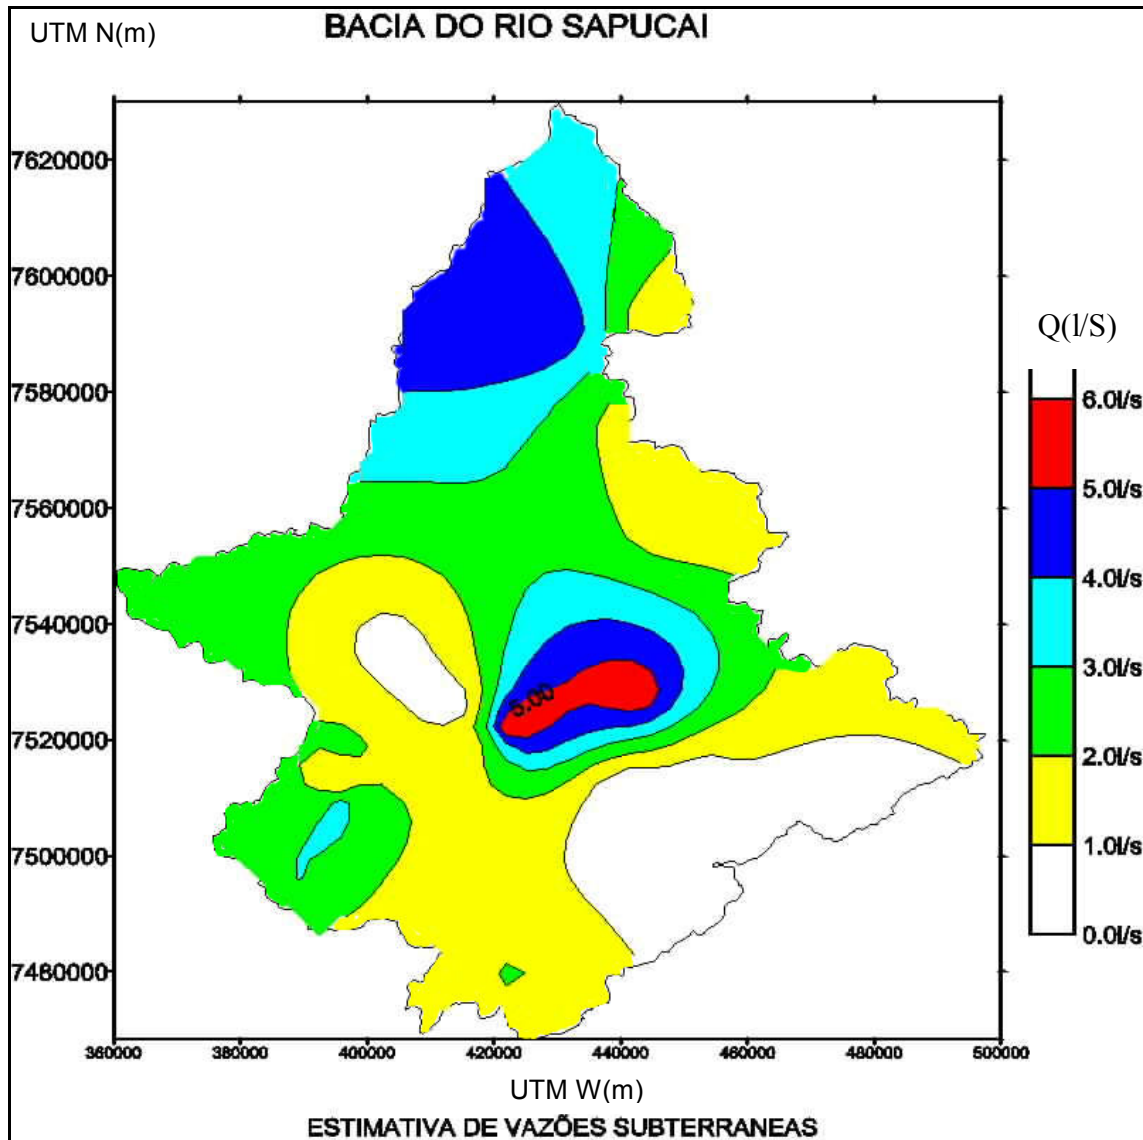 BACIA DO RIO SAPUCAI
UTM N(m)
7620000
7600000
7580000
7560000
7540000
7520000
7500000
7480000
5.00
Q(l/S)
6.0l/s
5.0l/s
4.0l/s
3.0l/s
2.0l/s
1.0l/s
0.0l/s
360000 380000 400000 420000 440000 460000 480000 500000
UTM W(m)
ESTIMATIVA DE VAZÕES SUBTERRANEAS